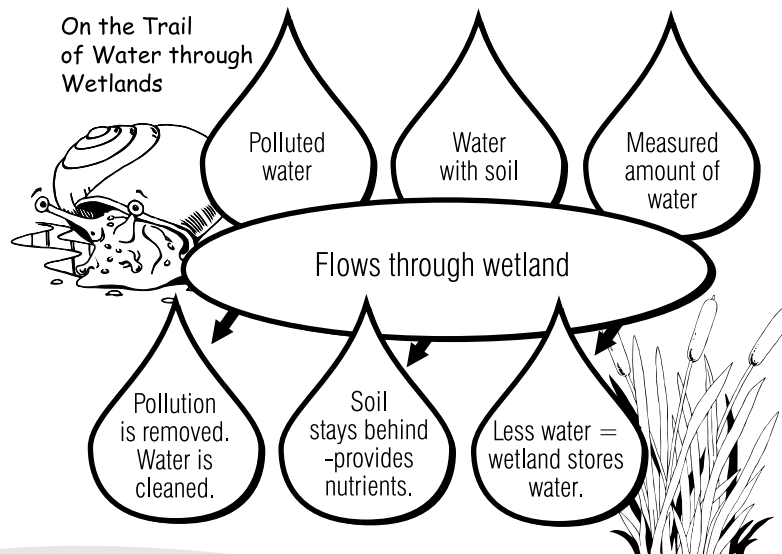 On the Trail
of Water through
Wetlands
Polluted
water
Water
with soil
Measured
amount of
water
Flows through wetland
Pollution
is removed.
Water is
cleaned.
Soil
stays behind
-provides
nutrients.
Less water =
wetland stores
water.